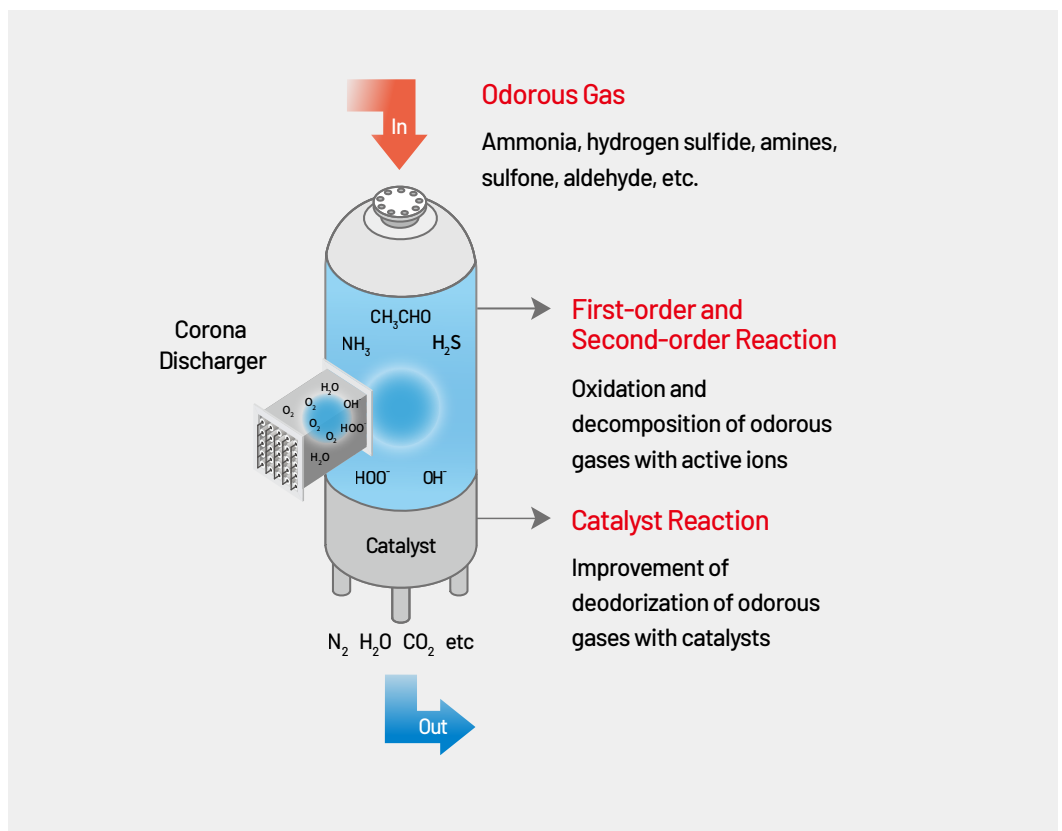 In
Odorous Gas
Ammonia, hydrogen sulfide, amines,
sulfone, aldehyde, etc.
CH₃CHO
NH₃
H₂S
Corona
Discharger
H₂O
O₂
O₂
OH⁻
O₂
O₂
HOO⁻
H₂O
HOO⁻
OH⁻
First-order and
Second-order Reaction
Oxidation and
decomposition of odorous
gases with active ions
Catalyst
Catalyst Reaction
Improvement of
deodorization of odorous
gases with catalysts
N₂ H₂O CO₂ etc
Out